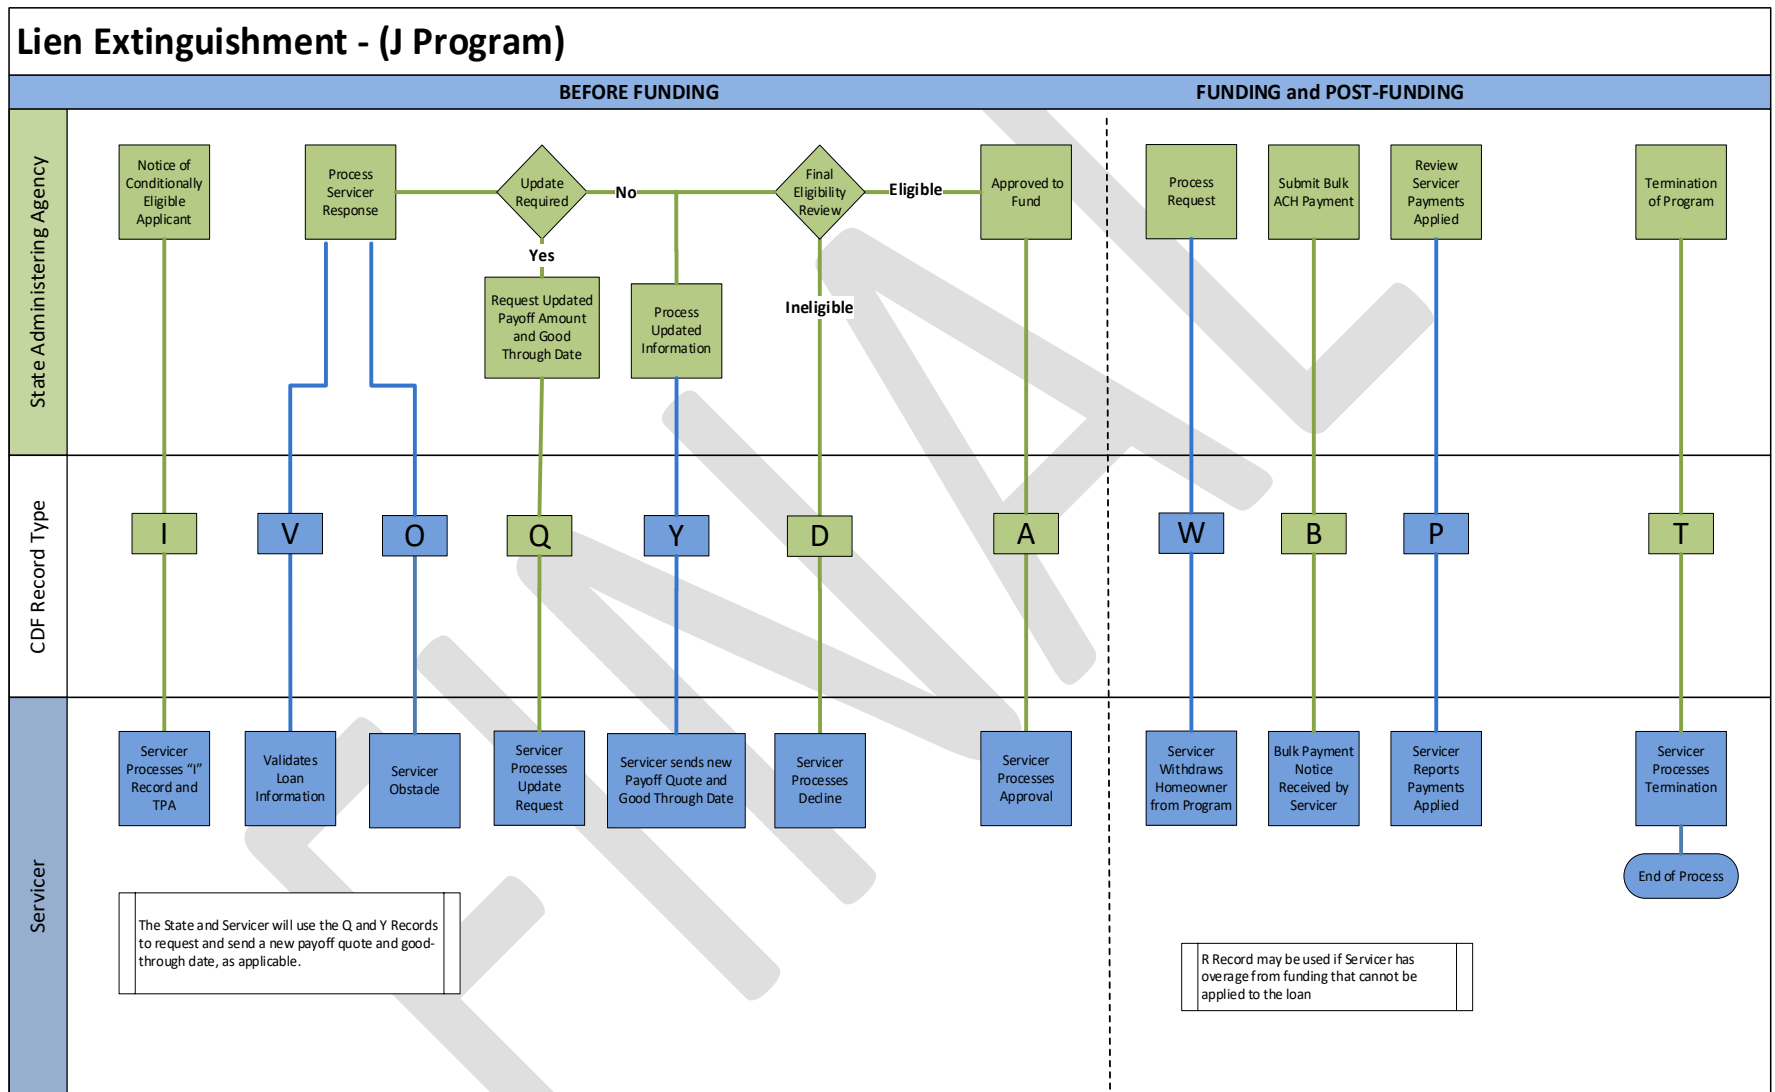 Lien Extinguishment - (J Program)
BEFORE FUNDING
FUNDING and POST-FUNDING
State Administering Agency
Notice of
Conditionally
Eligible
Applicant
Process
Servicer
Response
Update
Required
No
Yes
Request Updated
Payoff Amount
and Good
Through Date
Process
Updated
Information
Final
Eligibility
Review
Eligible
Ineligible
Approved to
Fund
Process
Request
Submit Bulk
ACH Payment
Review
Servicer
Payments
Applied
Termination
of Program
CDF Record Type
I
V
O
Q
Y
D
A
W
B
P
T
Servicer
Servicer
Processes “I”
Record and
TPA
Validates
Loan
Information
Servicer
Obstacle
Servicer
Processes
Update
Request
Servicer sends new
Payoff Quote and
Good Through Date
Servicer
Processes
Decline
Servicer
Processes
Approval
Servicer
Withdraws
Homeowner
from Program
Bulk Payment
Notice
Received by
Servicer
Servicer
Reports
Payments
Applied
Servicer
Processes
Termination
End of Process
The State and Servicer will use the Q and Y Records
to request and send a new payoff quote and good-
through date, as applicable.
R Record may be used if Servicer has
overage from funding that cannot be
applied to the loan
FINAL